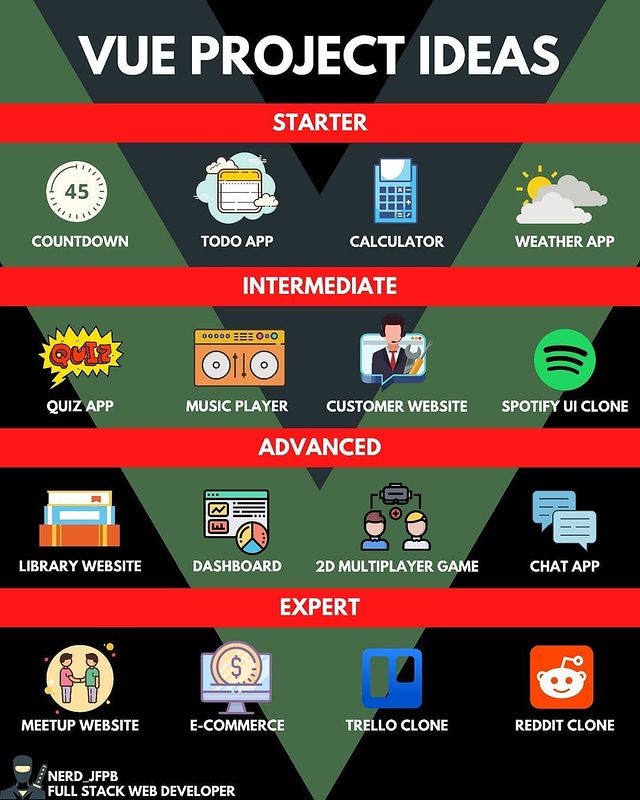 VUE PROJECT IDEAS
STARTER
45
COUNTDOWN
TODO APP
CALCULATOR
WEATHER APP
INTERMEDIATE
QUIZ
QUIZ APP
MUSIC PLAYER
CUSTOMER WEBSITE
SPOTIFY UI CLONE
ADVANCED
LIBRARY WEBSITE
DASHBOARD
2D MULTIPLAYER GAME
CHAT APP
EXPERT
$
MEETUP WEBSITE
E-COMMERCE
TRELLO CLONE
REDDIT CLONE
NERD_JFPB
FULL STACK WEB DEVELOPER